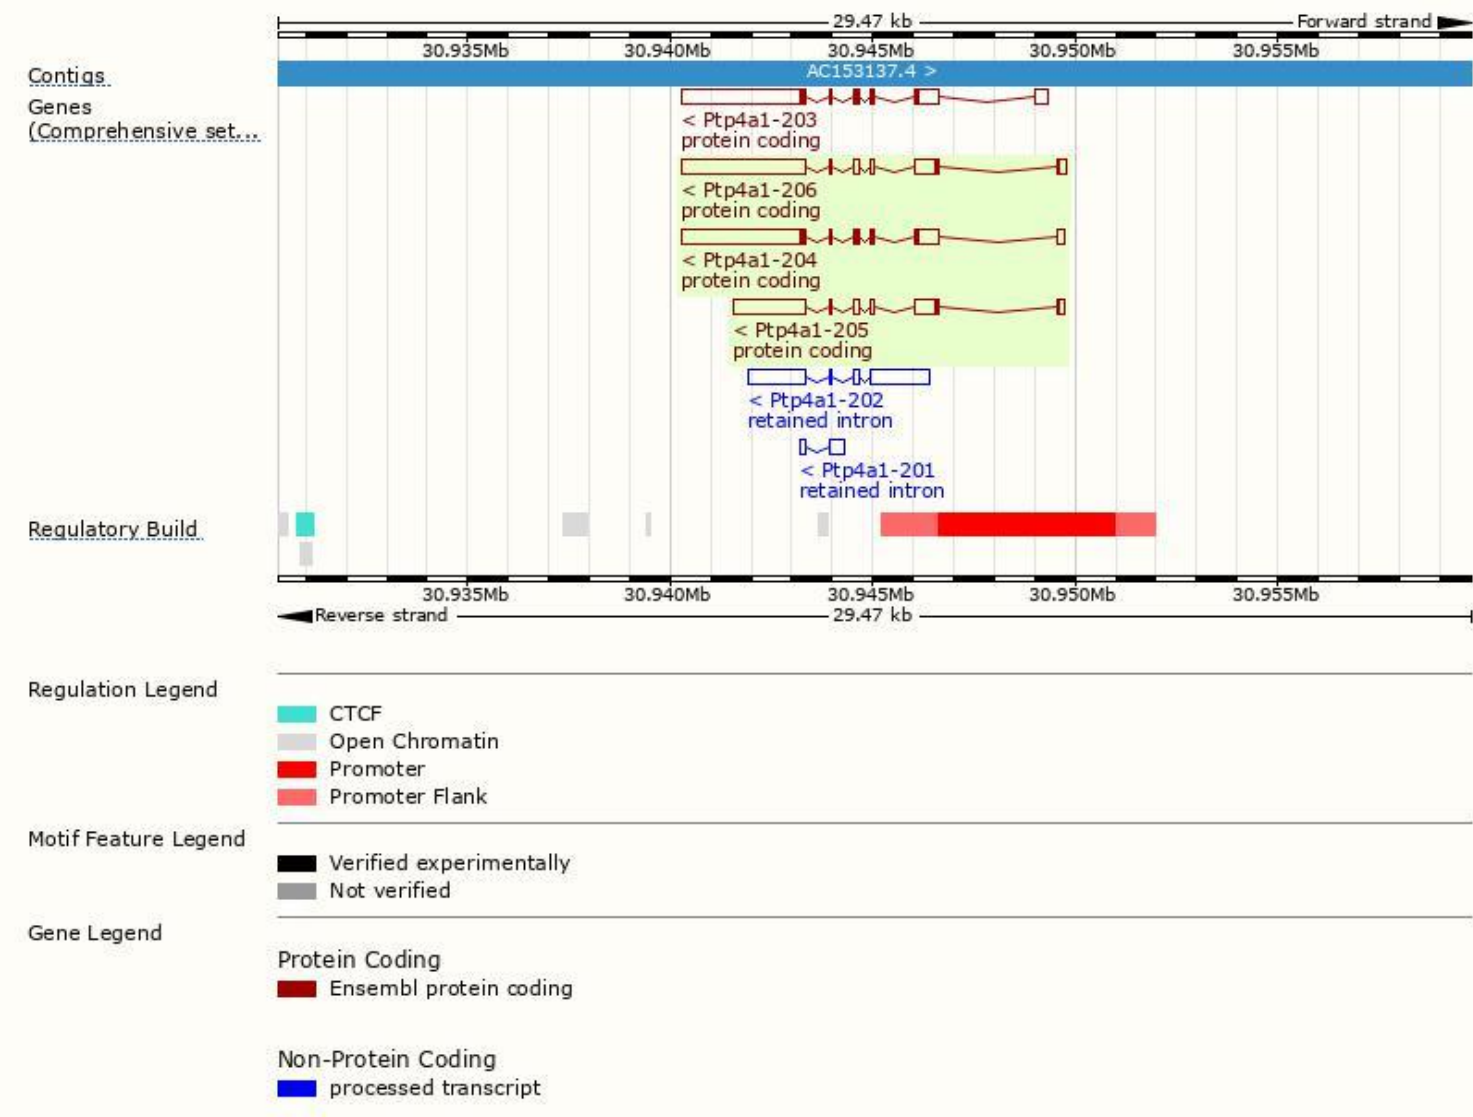 29.47 kb Forward strand
30.935Mb 30.940Mb 30.945Mb 30.950Mb 30.955Mb
Contigs AC153137.4 >
Genes
(Comprehensive set...
< Ptp4a1-203
protein coding
< Ptp4a1-206
protein coding
< Ptp4a1-204
protein coding
< Ptp4a1-205
protein coding
< Ptp4a1-202
retained intron
< Ptp4a1-201
retained intron
Regulatory Build
30.935Mb 30.940Mb 30.945Mb 30.950Mb 30.955Mb
Reverse strand 29.47 kb
Regulation Legend
CTCF
Open Chromatin
Promoter
Promoter Flank
Motif Feature Legend
Verified experimentally
Not verified
Gene Legend
Protein Coding
Ensembl protein coding
Non-Protein Coding
processed transcript